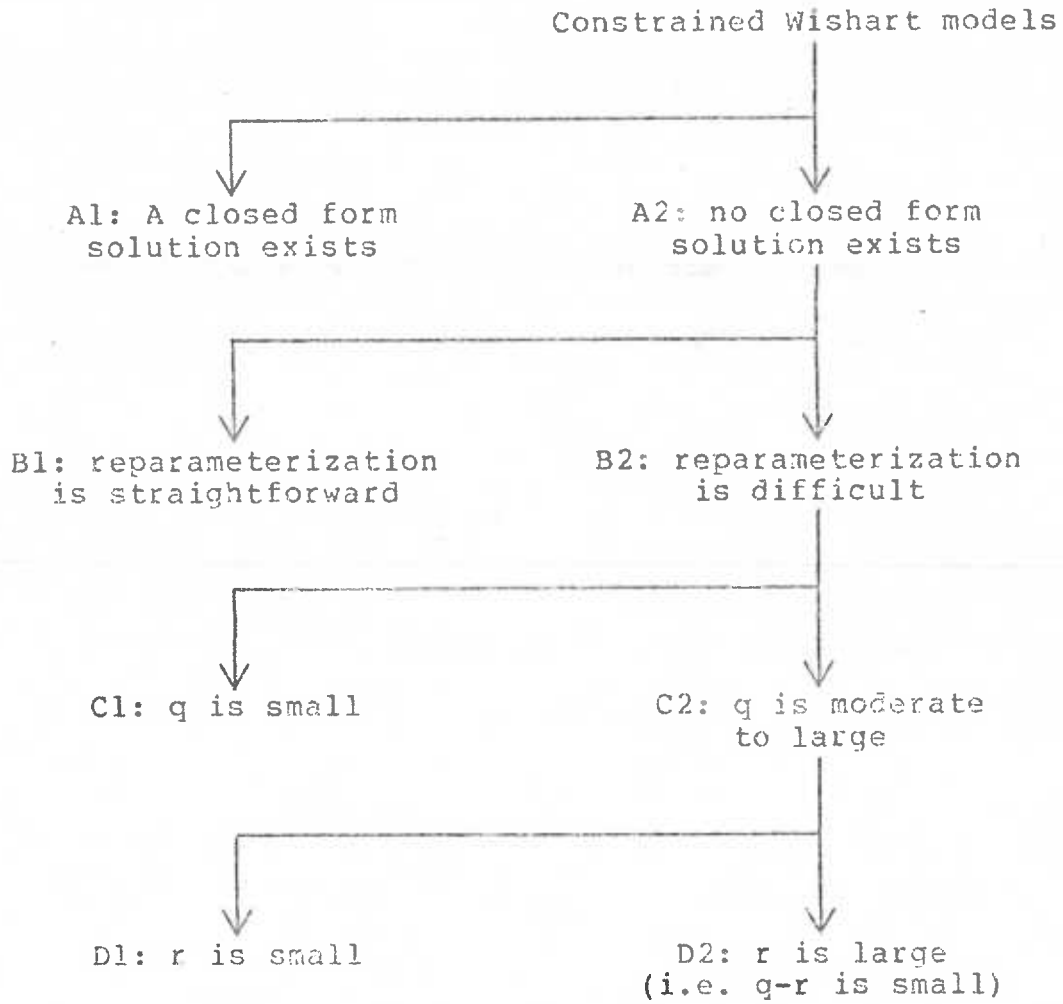 Constrained Wishart models
A1: A closed form
solution exists
A2: no closed form
solution exists
B1: reparameterization
is straightforward
B2: reparameterization
is difficult
C1: q is small
C2: q is moderate
to large
D1: r is small
D2: r is large
(i.e. q-r is small)